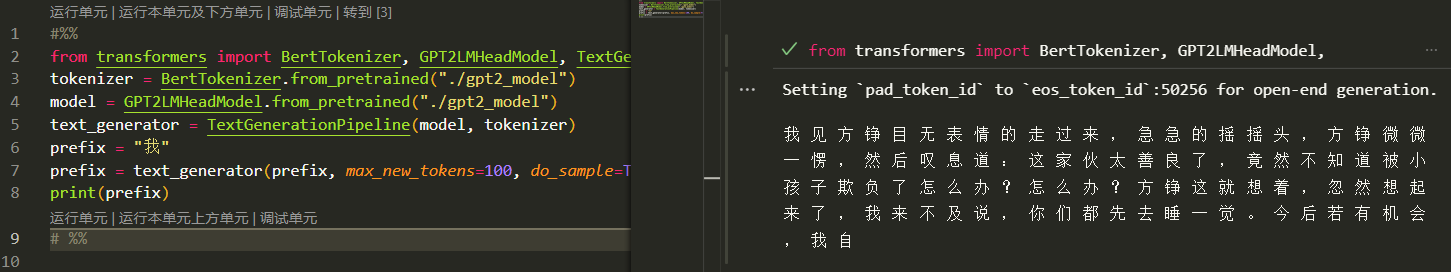 运行单元 | 运行本单元及下方单元 | 调试单元 | 转到 [3]
1 #%%
2 from transformers import BertTokenizer, GPT2LMHeadModel, TextGe
3 tokenizer = BertTokenizer.from_pretrained("./gpt2_model")
4 model = GPT2LMHeadModel.from_pretrained("./gpt2_model")
5 text_generator = TextGenerationPipeline(model, tokenizer)
6 prefix = "我"
7 prefix = text_generator(prefix, max_new_tokens=100, do_sample=T
8 print(prefix)
运行单元 | 运行本单元上方单元 | 调试单元
9 # %%
10
from transformers import BertTokenizer, GPT2LMHeadModel,
Setting `pad_token_id` to `eos_token_id`:50256 for open-end generation.
我 见 方 铮 目 无 表 情 的 走 过 来 , 急 急 的 摇 摇 头 , 方 铮 微 微
一 愣 , 然 后 叹 息 道 : 这 家 伙 太 善 良 了 , 竟 然 不 知 道 被 小
孩 子 欺 负 了 怎 么 办 ? 怎 么 办 ? 方 铮 这 就 想 着 , 忽 然 想 起
来 了 , 我 来 不 及 说 , 你 们 都 先 去 睡 一 觉 。 今 后 若 有 机 会
, 我 自